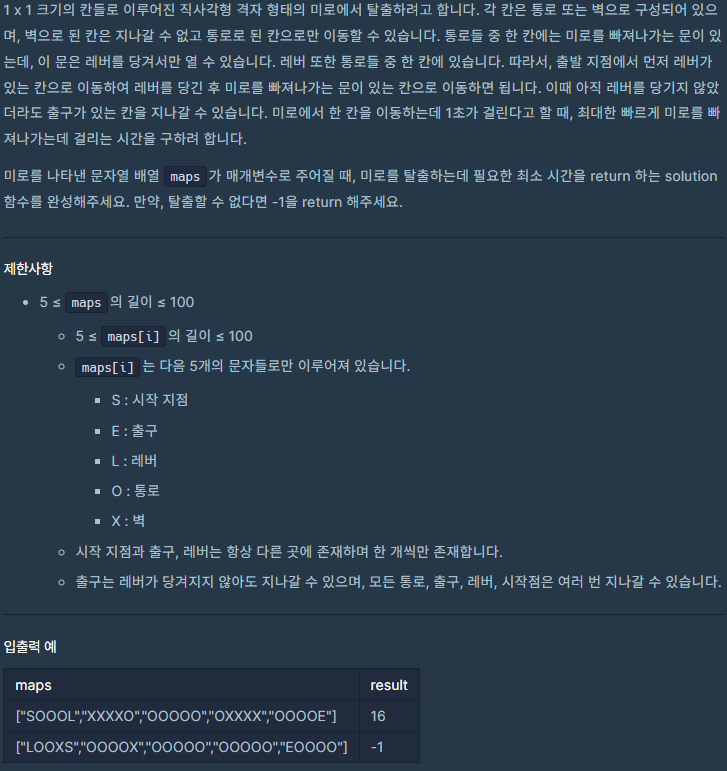 1 x 1 크기의 칸들로 이루어진 직사각형 격자 형태의 미로에서 탈출하려고 합니다. 각 칸은 통로 또는 벽으로 구성되어 있으
며, 벽으로 된 칸은 지나갈 수 없고 통로로 된 칸으로만 이동할 수 있습니다. 통로들 중 한 칸에는 미로를 빠져나가는 문이 있
는데, 이 문은 레버를 당겨서만 열 수 있습니다. 레버 또한 통로들 중 한 칸에 있습니다. 따라서, 출발 지점에서 먼저 레버가
있는 칸으로 이동하여 레버를 당긴 후 미로를 빠져나가는 문이 있는 칸으로 이동하면 됩니다. 이때 아직 레버를 당기지 않았
더라도 출구가 있는 칸을 지나갈 수 있습니다. 미로에서 한 칸을 이동하는데 1초가 걸린다고 할 때, 최대한 빠르게 미로를 빠
져나가는데 걸리는 시간을 구하려 합니다.
미로를 나타낸 문자열 배열 maps 가 매개변수로 주어질 때, 미로를 탈출하는데 필요한 최소 시간을 return 하는 solution
함수를 완성해주세요. 만약, 탈출할 수 없다면 -1을 return 해주세요.
제한사항
• 5 ≤ maps 의 길이 ≤ 100
◦ 5 ≤ maps[i] 의 길이 ≤ 100
◦ maps[i] 는 다음 5개의 문자들로만 이루어져 있습니다.
▪ S : 시작 지점
▪ E : 출구
▪ L : 레버
▪ O : 통로
▪ X : 벽
◦ 시작 지점과 출구, 레버는 항상 다른 곳에 존재하며 한 개씩만 존재합니다.
◦ 출구는 레버가 당겨지지 않아도 지나갈 수 있으며, 모든 통로, 출구, 레버, 시작점은 여러 번 지나갈 수 있습니다.
입출력 예
maps result
["SOOOL","XXXXO","OOOOO","OXXXX","OOOOE"] 16
["LOOXS","OOOOX","OOOOO","OOOOO","EOOOO"] -1